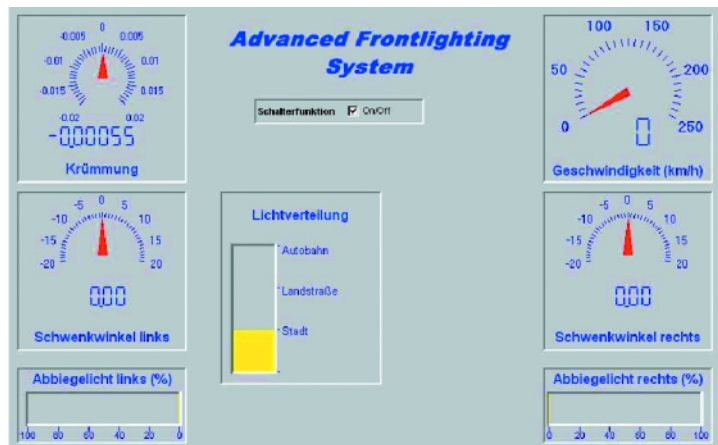 Advanced Frontlighting
System
Schalterfunktion On/Off
0
-0.005 0.005
-0.01 0.01
-0.015 0.015
-0.02 0.02
-0,00055
Krümmung
100 150
50 200
0 250
0
Geschwindigkeit (km/h)
0
-5 5
-10 10
-15 15
-20 20
0,00
Schwenkwinkel links
Lichtverteilung
Autobahn
Landstraße
Stadt
0
-5 5
-10 10
-15 15
-20 20
0,00
Schwenkwinkel rechts
Abbiegelicht links (%)
100 80 60 40 20 0
Abbiegelicht rechts (%)
0 20 40 60 80 100